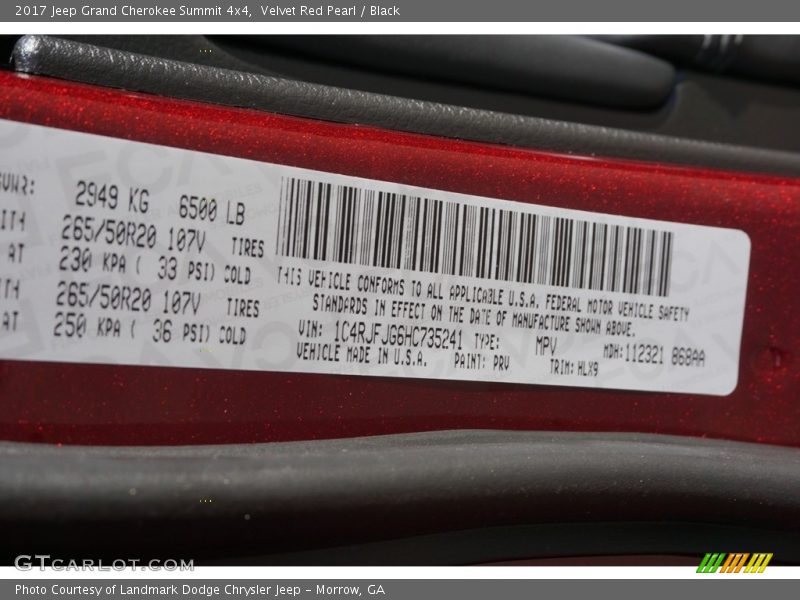 2017 Jeep Grand Cherokee Summit 4x4, Velvet Red Pearl / Black
2949 KG 6500 LB
265/50R20 107V TIRES
AT 230 KPA ( 33 PSI) COLD
265/50R20 107V TIRES
AT 250 KPA ( 36 PSI) COLD
THIS VEHICLE CONFORMS TO ALL APPLICABLE U.S.A. FEDERAL MOTOR VEHICLE SAFETY
STANDARDS IN EFFECT ON THE DATE OF MANUFACTURE SHOWN ABOVE.
VIN: 1C4RJFJG6HC735241 TYPE: MPV MDH:112321 868AA
VEHICLE MADE IN U.S.A. PAINT: PRV TRIM: HLX9
GTcarlot.com
Photo Courtesy of Landmark Dodge Chrysler Jeep – Morrow, GA